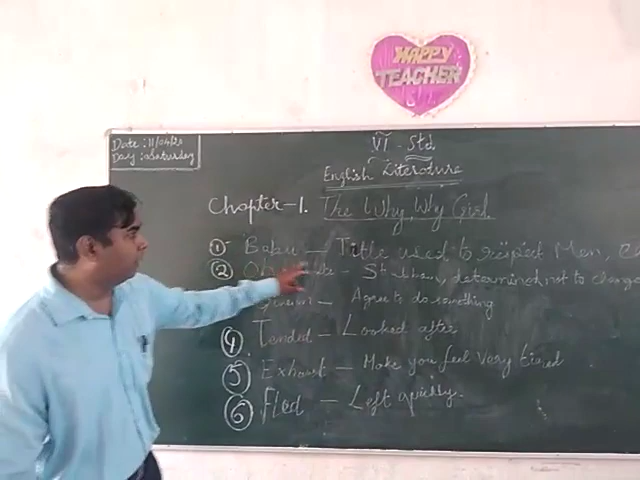 HAPPY
TEACHER
Date : 11/04/20
Day : Saturday
VI - Std
English Literature
Chapter-1. The Why, Why Girl
① Babu — Title used to respect Men,
② - Stubborn, determined not to change
- Agree to do something
④ Tended — Looked after
⑤ Exhaust — Make you feel very tired
⑥ Fled — Left quickly.